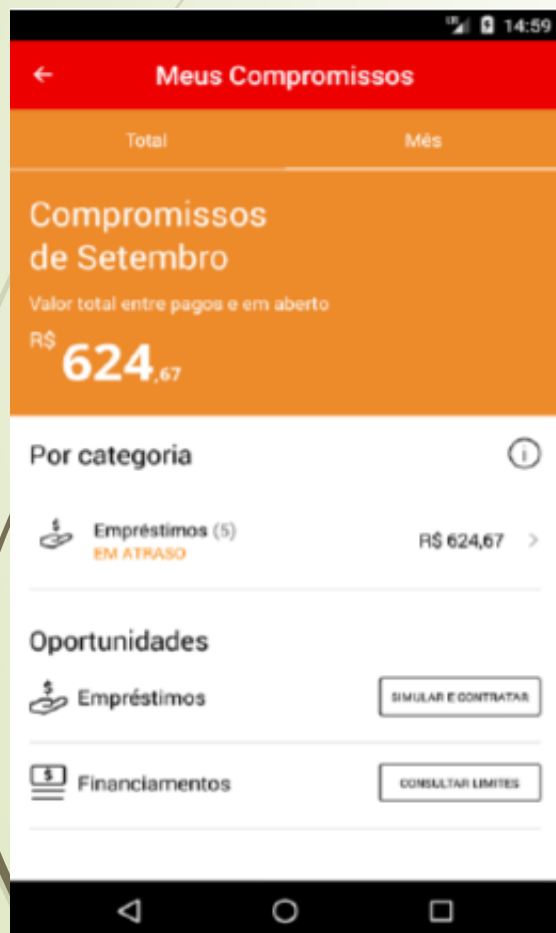 14:59
Meus Compromissos
Total
Mês
Compromissos
de Setembro
Valor total entre pagos e em aberto
R$ 624,67
Por categoria
Empréstimos (5)
EM ATRASO
R$ 624,67
Oportunidades
Empréstimos
SIMULAR E CONTRATAR
Financiamentos
CONSULTAR LIMITES